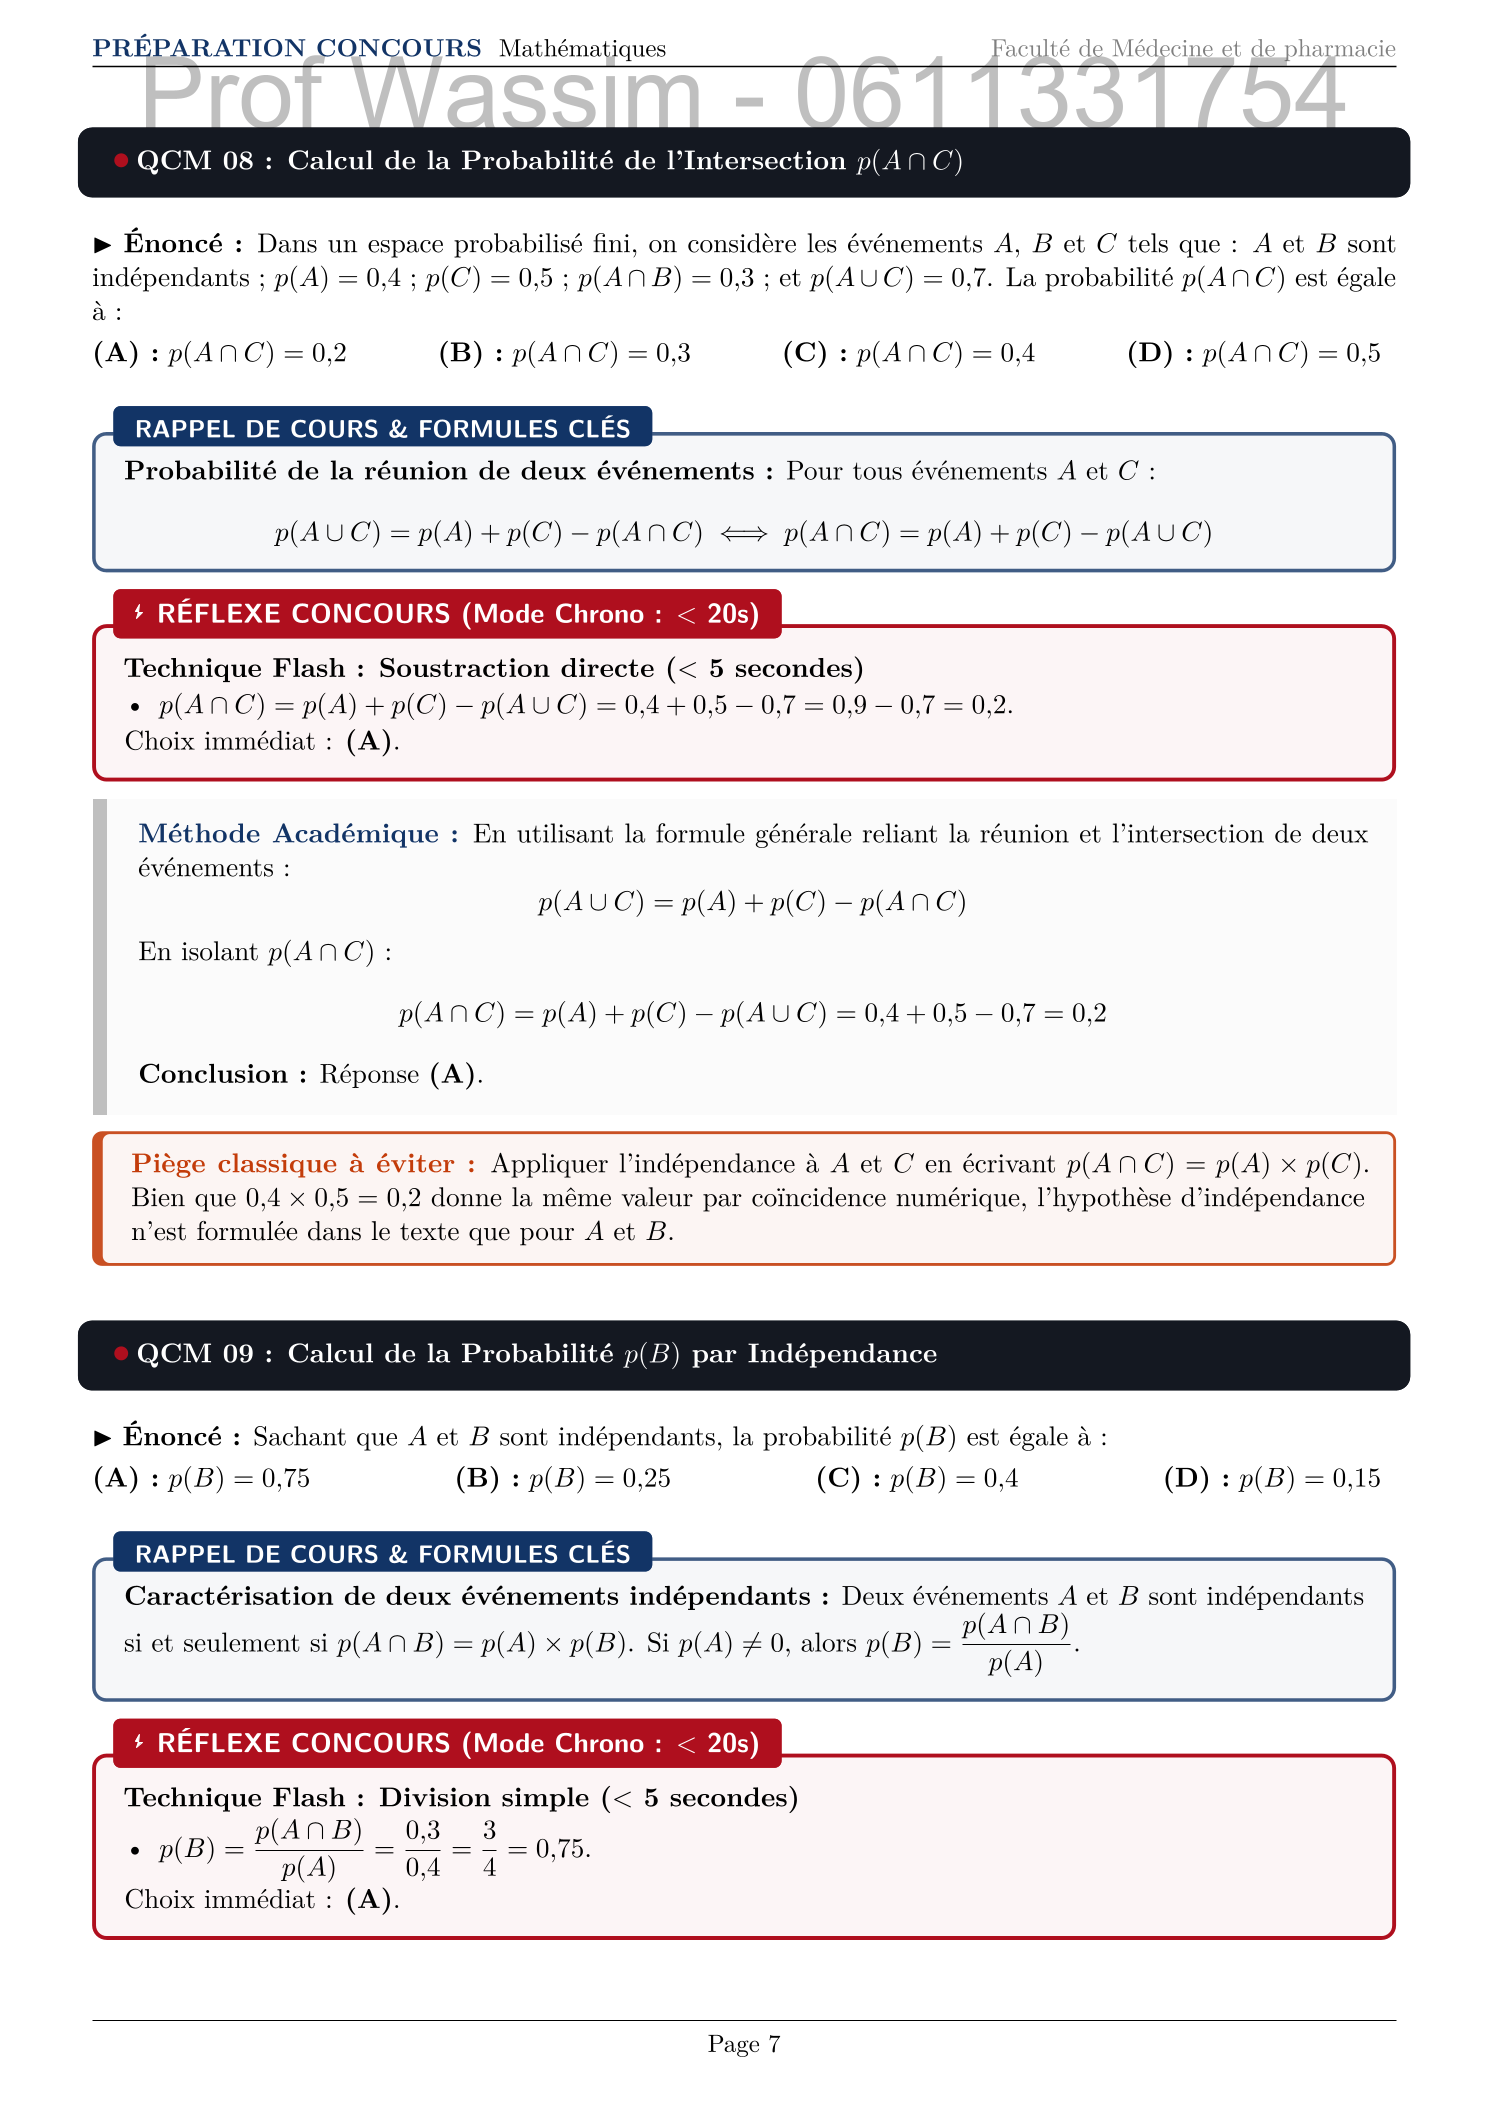 PRÉPARATION CONCOURS Mathématiques Faculté de Médecine et de pharmacie
Prof Wassim - 0611331754
QCM 08 : Calcul de la Probabilité de l'Intersection p(A ∩ C)
▶ Énoncé : Dans un espace probabilisé fini, on considère les événements A, B et C tels que : A et B sont
indépendants ; p(A) = 0,4 ; p(C) = 0,5 ; p(A ∩ B) = 0,3 ; et p(A ∪ C) = 0,7. La probabilité p(A ∩ C) est égale
à :
(A) : p(A ∩ C) = 0,2 (B) : p(A ∩ C) = 0,3 (C) : p(A ∩ C) = 0,4 (D) : p(A ∩ C) = 0,5
RAPPEL DE COURS & FORMULES CLÉS
Probabilité de la réunion de deux événements : Pour tous événements A et C :
p(A ∪ C) = p(A) + p(C) − p(A ∩ C) ⟺ p(A ∩ C) = p(A) + p(C) − p(A ∪ C)
RÉFLEXE CONCOURS (Mode Chrono : < 20s)
Technique Flash : Soustraction directe (< 5 secondes)
• p(A ∩ C) = p(A) + p(C) − p(A ∪ C) = 0,4 + 0,5 − 0,7 = 0,9 − 0,7 = 0,2.
Choix immédiat : (A).
Méthode Académique : En utilisant la formule générale reliant la réunion et l'intersection de deux
événements :
p(A ∪ C) = p(A) + p(C) − p(A ∩ C)
En isolant p(A ∩ C) :
p(A ∩ C) = p(A) + p(C) − p(A ∪ C) = 0,4 + 0,5 − 0,7 = 0,2
Conclusion : Réponse (A).
Piège classique à éviter : Appliquer l'indépendance à A et C en écrivant p(A ∩ C) = p(A) × p(C).
Bien que 0,4 × 0,5 = 0,2 donne la même valeur par coïncidence numérique, l'hypothèse d'indépendance
n'est formulée dans le texte que pour A et B.
QCM 09 : Calcul de la Probabilité p(B) par Indépendance
▶ Énoncé : Sachant que A et B sont indépendants, la probabilité p(B) est égale à :
(A) : p(B) = 0,75 (B) : p(B) = 0,25 (C) : p(B) = 0,4 (D) : p(B) = 0,15
RAPPEL DE COURS & FORMULES CLÉS
Caractérisation de deux événements indépendants : Deux événements A et B sont indépendants
si et seulement si p(A ∩ B) = p(A) × p(B). Si p(A) ≠ 0, alors p(B) = p(A ∩ B) / p(A).
RÉFLEXE CONCOURS (Mode Chrono : < 20s)
Technique Flash : Division simple (< 5 secondes)
• p(B) = p(A ∩ B) / p(A) = 0,3 / 0,4 = 3 / 4 = 0,75.
Choix immédiat : (A).
Page 7